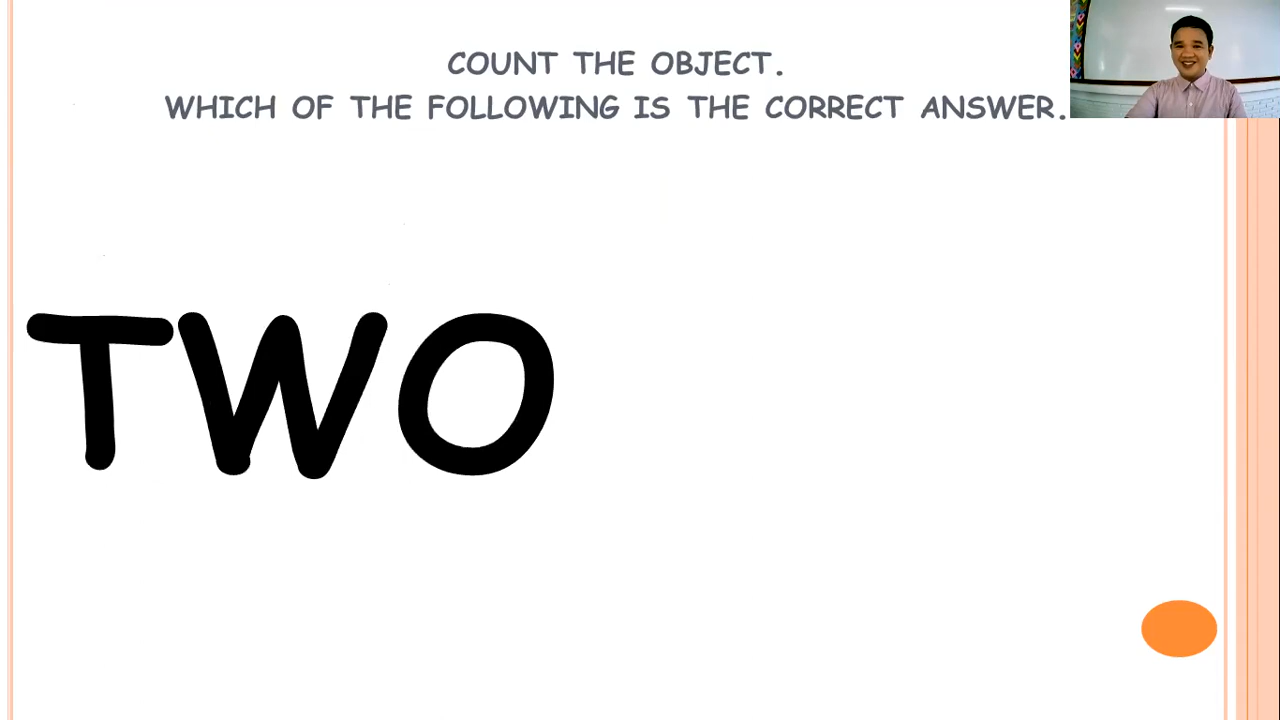 COUNT THE OBJECT.
WHICH OF THE FOLLOWING IS THE CORRECT ANSWER.
TWO